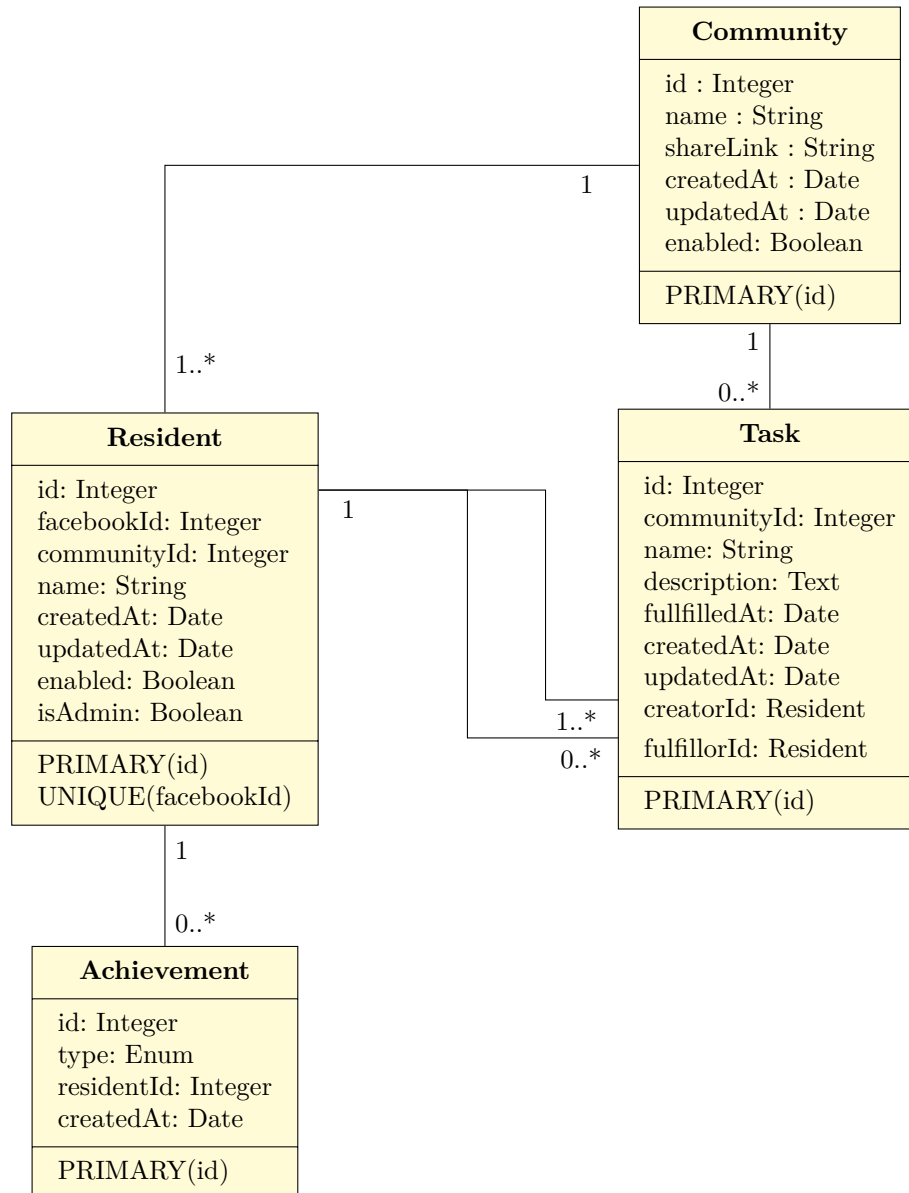 Community
id : Integer
name : String
shareLink : String
createdAt : Date
updatedAt : Date
enabled: Boolean
PRIMARY(id)
1
1..*
1
0..*
Resident
id: Integer
facebookId: Integer
communityId: Integer
name: String
createdAt: Date
updatedAt: Date
enabled: Boolean
isAdmin: Boolean
PRIMARY(id)
UNIQUE(facebookId)
1
1..*
0..*
Task
id: Integer
communityId: Integer
name: String
description: Text
fullfilledAt: Date
createdAt: Date
updatedAt: Date
creatorId: Resident
fulfillorId: Resident
PRIMARY(id)
1
0..*
Achievement
id: Integer
type: Enum
residentId: Integer
createdAt: Date
PRIMARY(id)